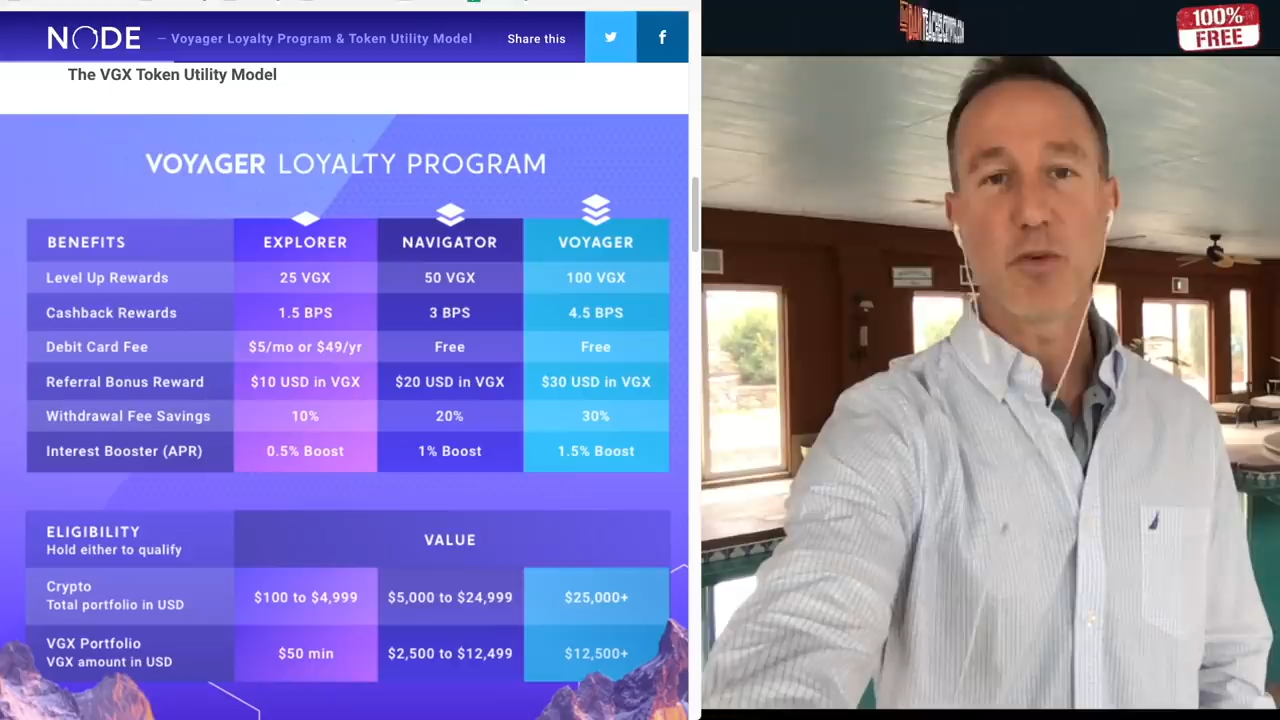 NODE — Voyager Loyalty Program & Token Utility Model Share this
The VGX Token Utility Model
VOYAGER LOYALTY PROGRAM
BENEFITS EXPLORER NAVIGATOR VOYAGER
Level Up Rewards 25 VGX 50 VGX 100 VGX
Cashback Rewards 1.5 BPS 3 BPS 4.5 BPS
Debit Card Fee $5/mo or $49/yr Free Free
Referral Bonus Reward $10 USD in VGX $20 USD in VGX $30 USD in VGX
Withdrawal Fee Savings 10% 20% 30%
Interest Booster (APR) 0.5% Boost 1% Boost 1.5% Boost
ELIGIBILITY
Hold either to qualify
VALUE
Crypto
Total portfolio in USD
$100 to $4,999 $5,000 to $24,999 $25,000+
VGX Portfolio
VGX amount in USD
$50 min $2,500 to $12,499 $12,500+
100%
FREE